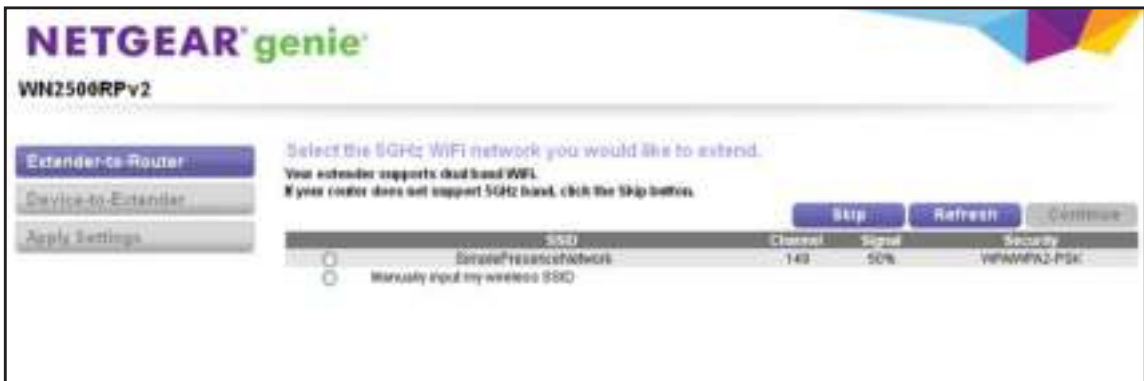 NETGEAR genie
WN2500RPv2
Extender-to-Router
Device-to-Extender
Apply Settings
Select the 5GHz WiFi network you would like to extend.
Your extender supports dual band WiFi.
If your router does not support 5GHz band, click the Skip button.
Skip Refresh Continue
SSID Channel Signal Security
SimplePresenceNetwork 149 50% WPA/WPA2-PSK
Manually input my wireless SSID